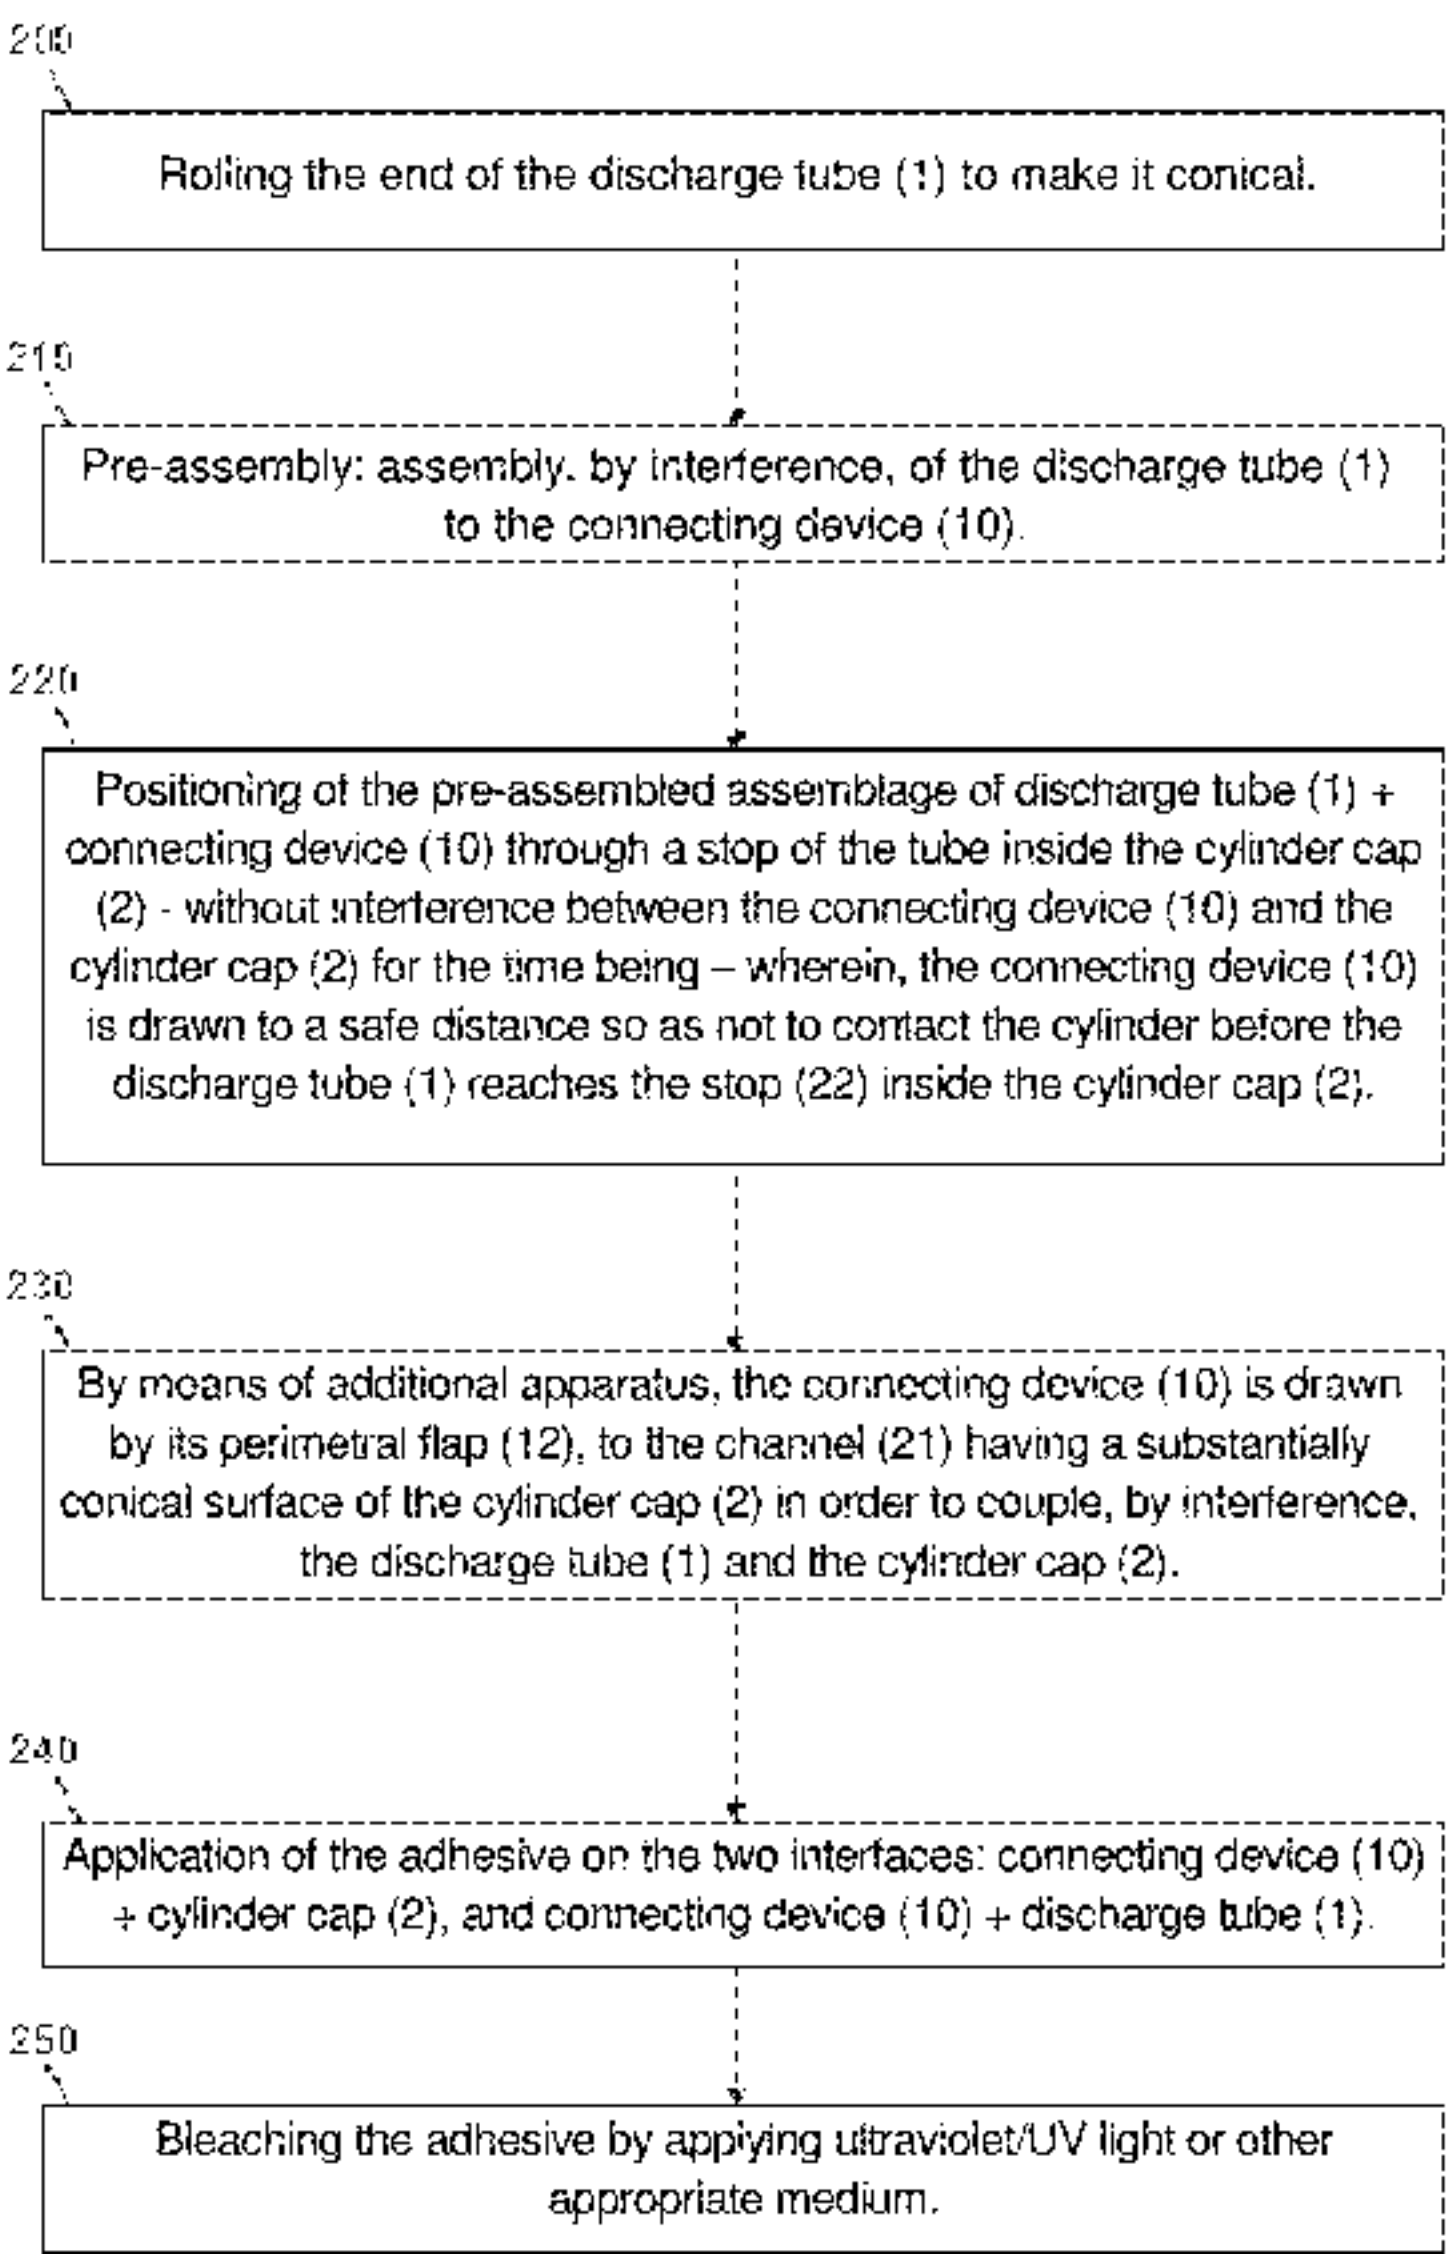 200
Rolling the end of the discharge tube (1) to make it conical.
210
Pre-assembly: assembly. by interference, of the discharge tube (1)
to the connecting device (10).
220
Positioning of the pre-assembled assemblage of discharge tube (1) +
connecting device (10) through a stop of the tube inside the cylinder cap
(2) - without interference between the connecting device (10) and the
cylinder cap (2) for the time being – wherein, the connecting device (10)
is drawn to a safe distance so as not to contact the cylinder before the
discharge tube (1) reaches the stop (22) inside the cylinder cap (2).
230
By means of additional apparatus, the connecting device (10) is drawn
by its perimetral flap (12), to the channel (21) having a substantially
conical surface of the cylinder cap (2) in order to couple, by interference,
the discharge tube (1) and the cylinder cap (2).
240
Application of the adhesive on the two interfaces: connecting device (10)
+ cylinder cap (2), and connecting device (10) + discharge tube (1).
250
Bleaching the adhesive by applying ultraviolet/UV light or other
appropriate medium.